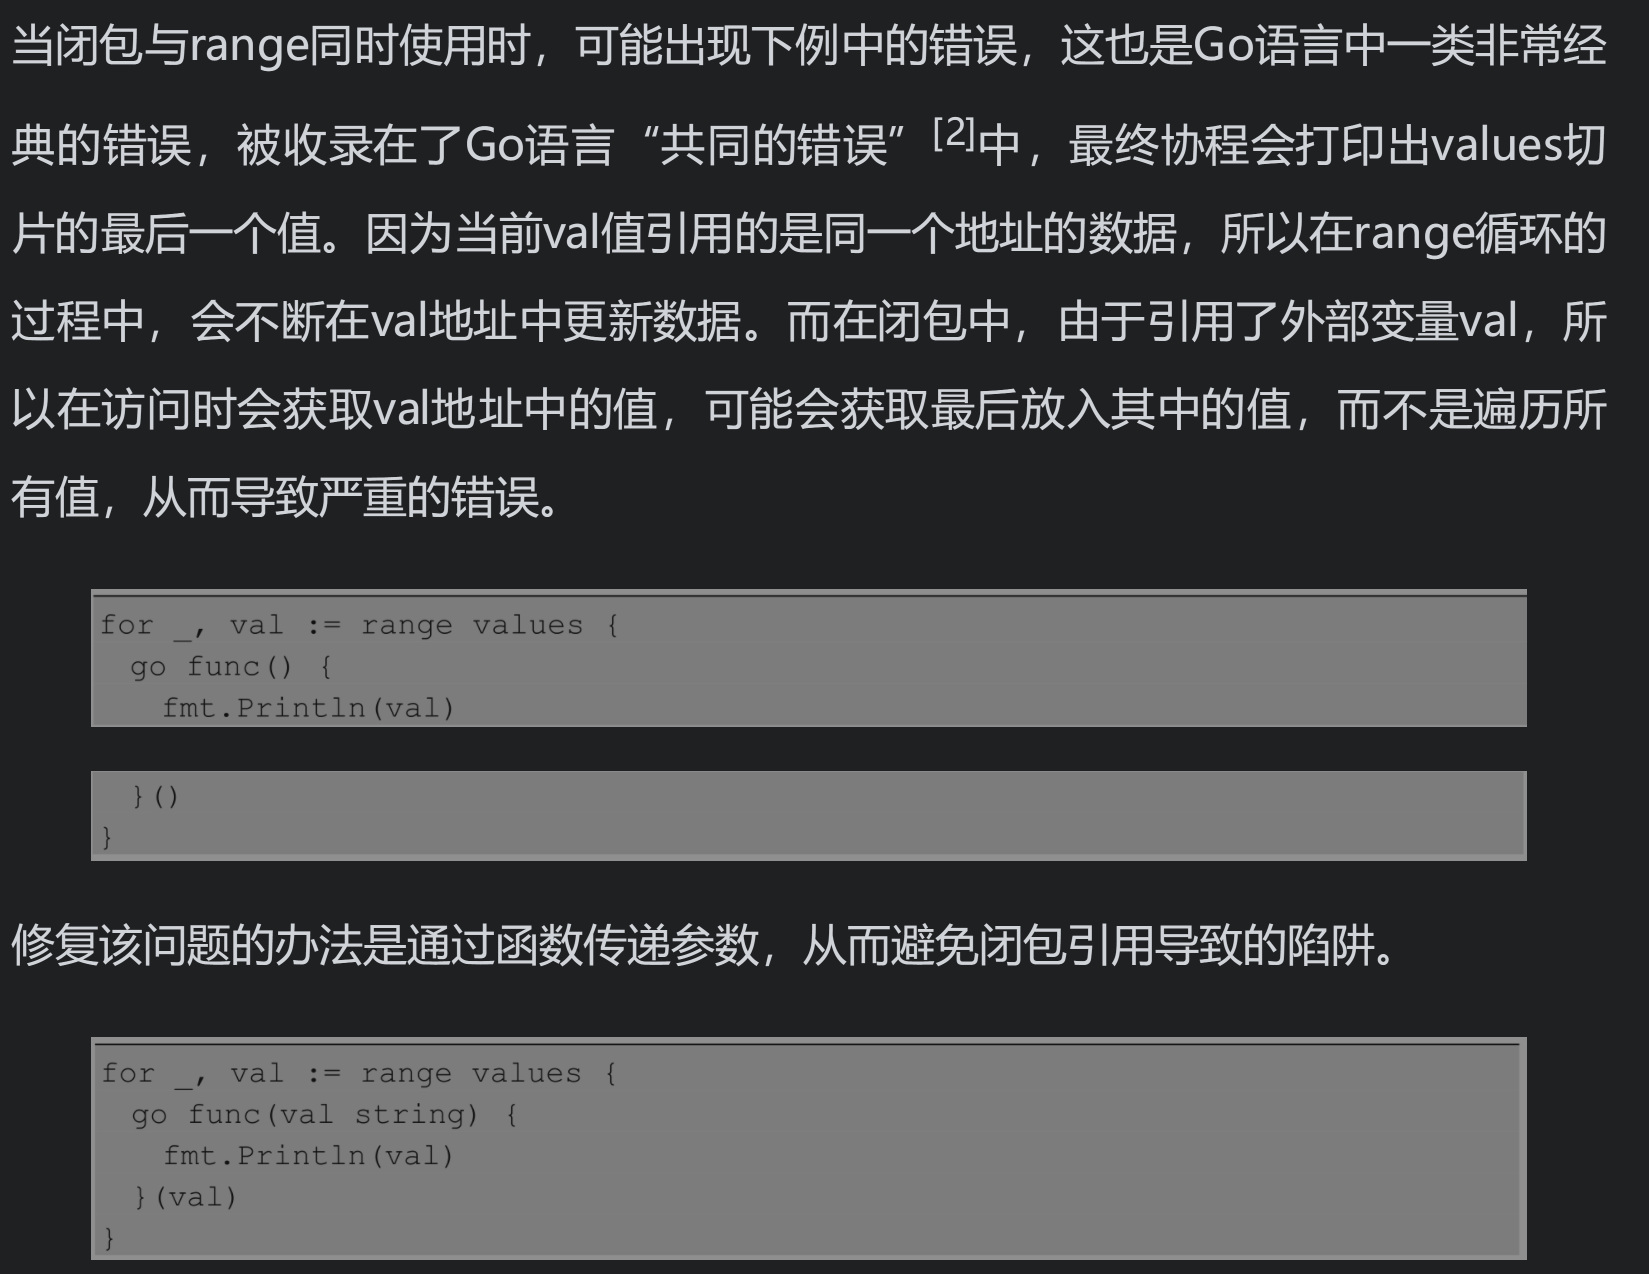 当闭包与range同时使用时，可能出现下例中的错误，这也是Go语言中一类非常经
典的错误，被收录在了Go语言“共同的错误”[2]中，最终协程会打印出values切
片的最后一个值。因为当前val值引用的是同一个地址的数据，所以在range循环的
过程中，会不断在val地址中更新数据。而在闭包中，由于引用了外部变量val，所
以在访问时会获取val地址中的值，可能会获取最后放入其中的值，而不是遍历所
有值，从而导致严重的错误。
for _, val := range values {
  go func() {
    fmt.Println(val)
  }()
}
修复该问题的办法是通过函数传递参数，从而避免闭包引用导致的陷阱。
for _, val := range values {
  go func(val string) {
    fmt.Println(val)
  }(val)
}